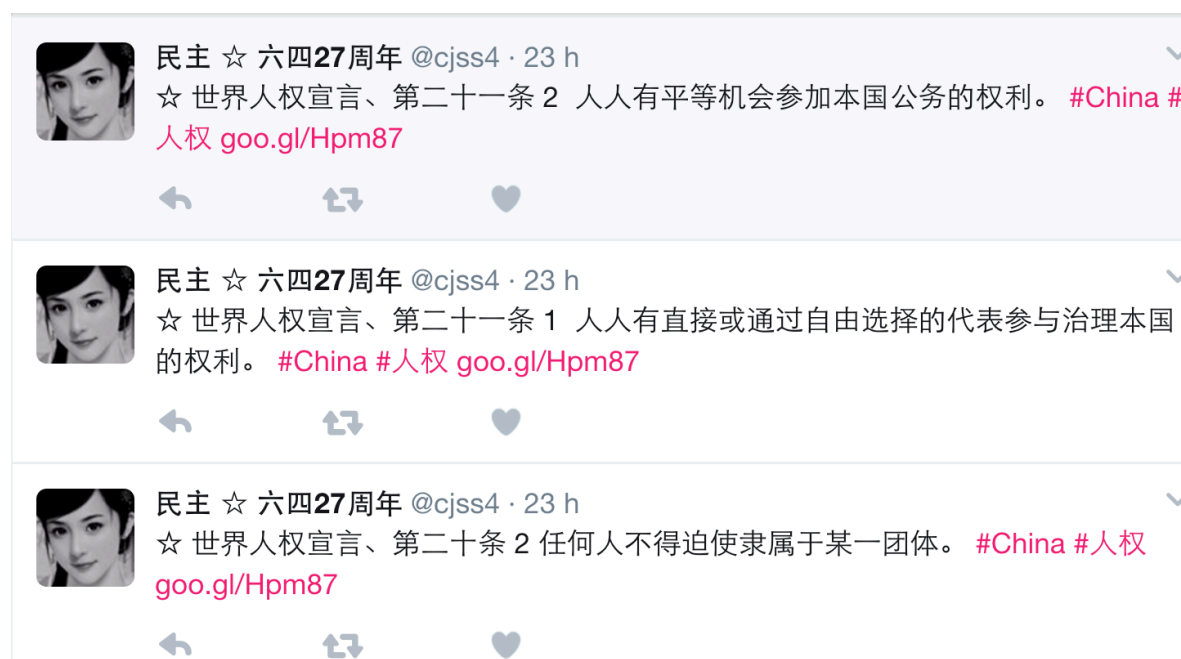 民主 ☆ 六四27周年 @cjss4 · 23 h
☆ 世界人权宣言、第二十一条 2 人人有平等机会参加本国公务的权利。 #China #
人权 goo.gl/Hpm87
民主 ☆ 六四27周年 @cjss4 · 23 h
☆ 世界人权宣言、第二十一条 1 人人有直接或通过自由选择的代表参与治理本国
的权利。 #China #人权 goo.gl/Hpm87
民主 ☆ 六四27周年 @cjss4 · 23 h
☆ 世界人权宣言、第二十条 2 任何人不得迫使隶属于某一团体。 #China #人权
goo.gl/Hpm87